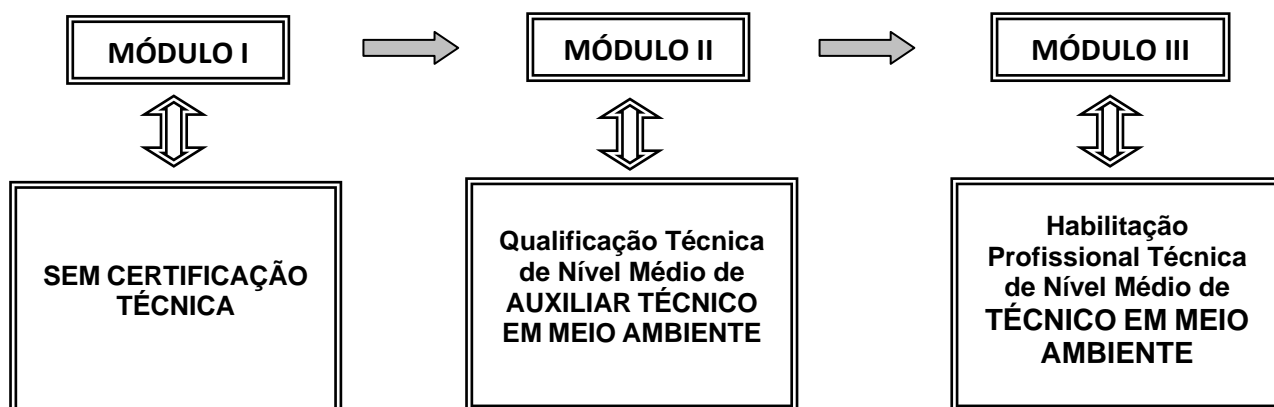 MÓDULO I
MÓDULO II
MÓDULO III
SEM CERTIFICAÇÃO
TÉCNICA
Qualificação Técnica
de Nível Médio de
AUXILIAR TÉCNICO
EM MEIO AMBIENTE
Habilitação
Profissional Técnica
de Nível Médio de
TÉCNICO EM MEIO
AMBIENTE